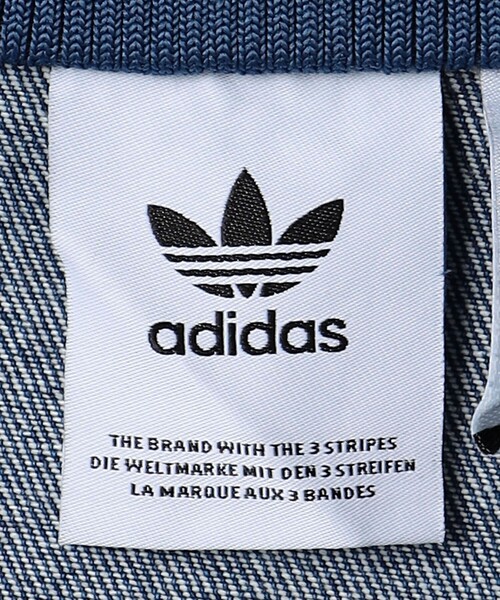 adidas
THE BRAND WITH THE 3 STRIPES
DIE WELTMARKE MIT DEN 3 STREIFEN
LA MARQUE AUX 3 BANDES